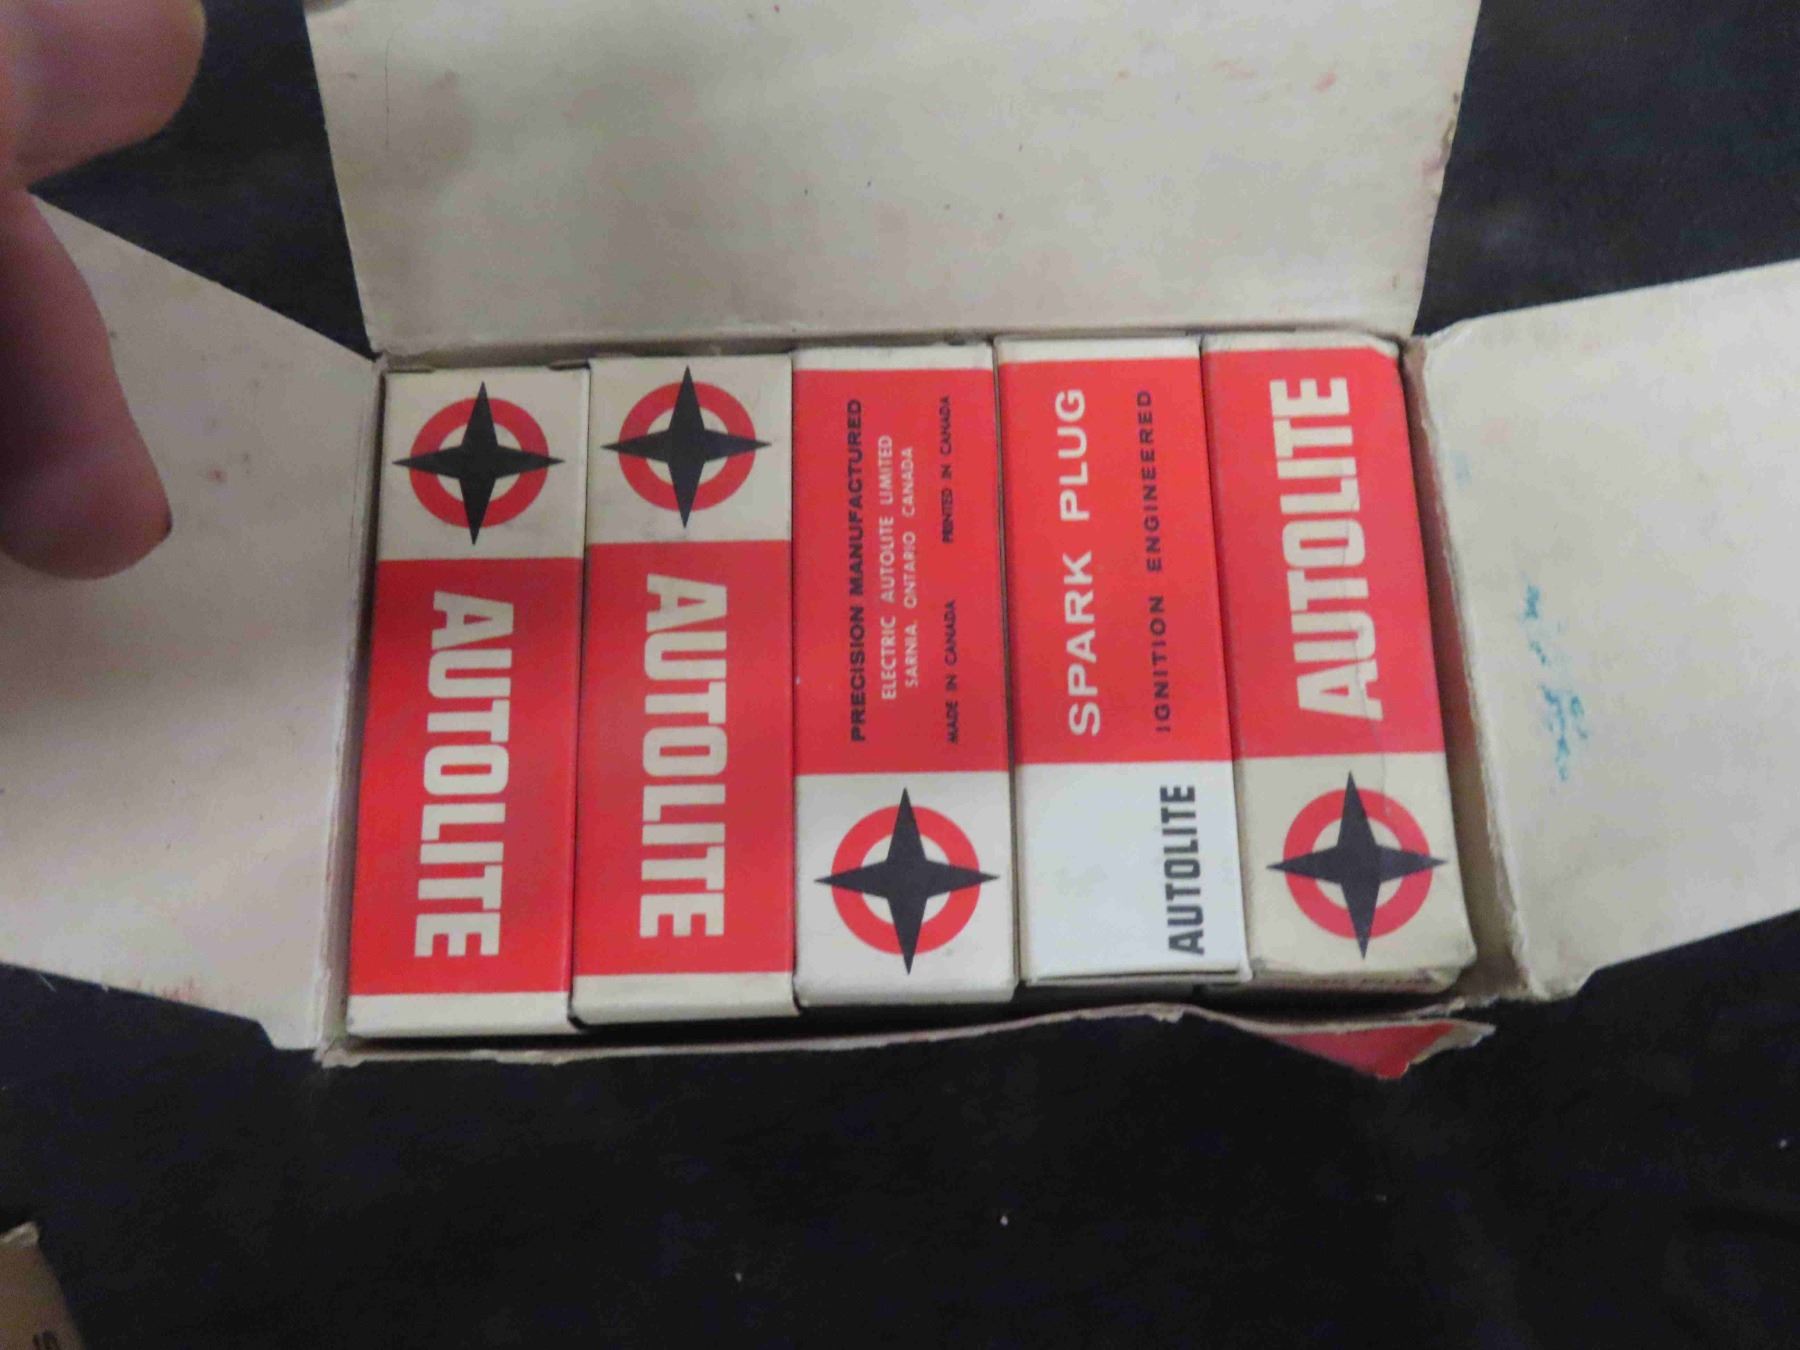 AUTOLITE
AUTOLITE
PRECISION MANUFACTURED
ELECTRIC AUTOLITE LIMITED
SARNIA, ONTARIO CANADA
MADE IN CANADA PRINTED IN CANADA
SPARK PLUG
IGNITION ENGINEERED
AUTOLITE
AUTOLITE